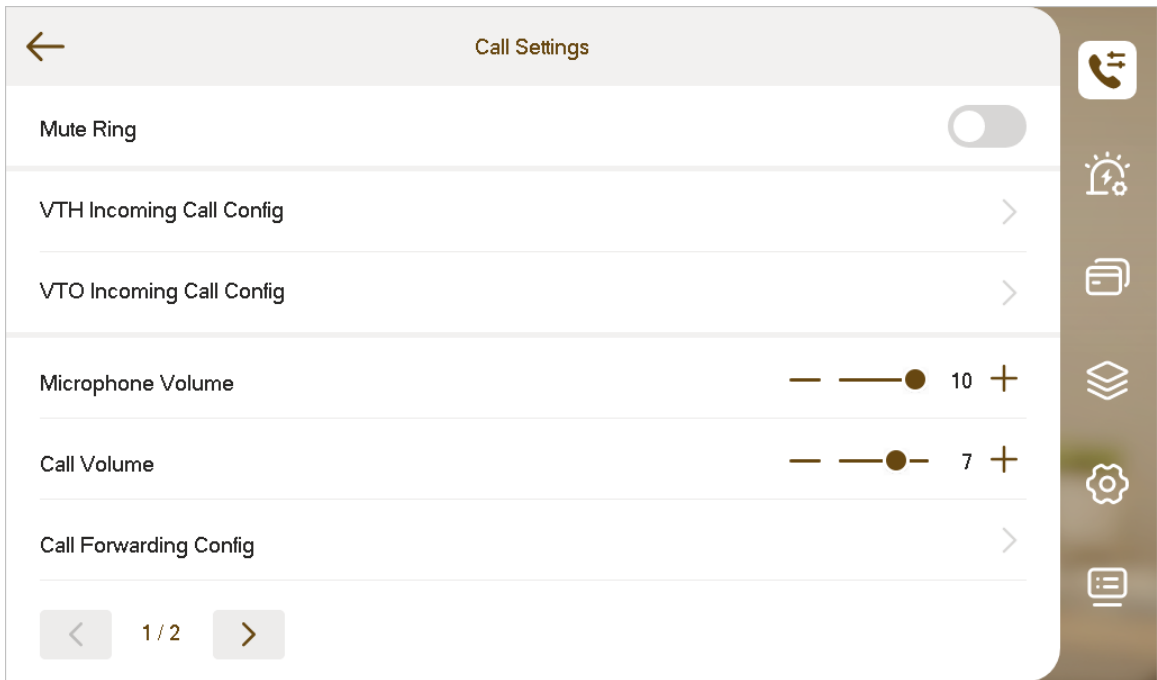 Call Settings
Mute Ring
VTH Incoming Call Config
VTO Incoming Call Config
Microphone Volume 10
Call Volume 7
Call Forwarding Config
1 / 2